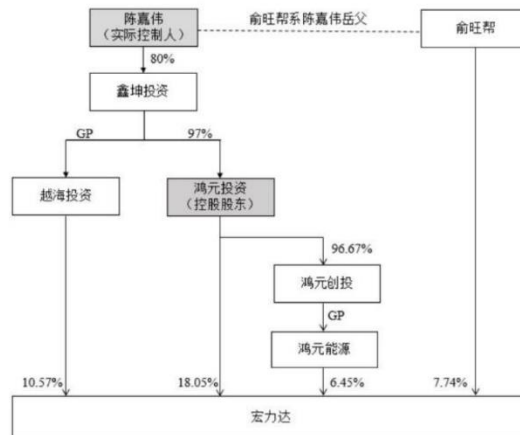 陈嘉伟
（实际控制人）
俞旺帮系陈嘉伟岳父
俞旺帮
80%
鑫坤投资
GP
97%
越海投资
鸿元投资
（控股股东）
96.67%
鸿元创投
GP
鸿元能源
10.57%
18.05%
6.45%
7.74%
宏力达